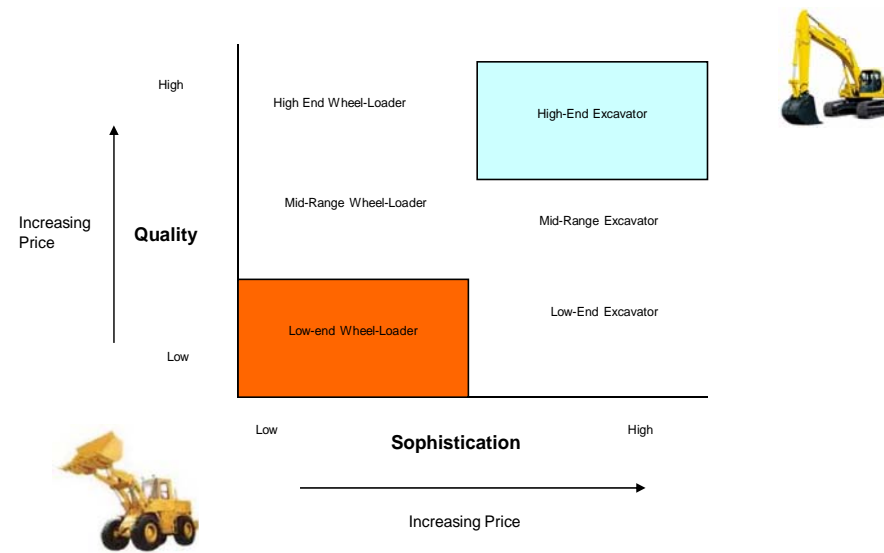 High
High End Wheel-Loader
High-End Excavator
Mid-Range Wheel-Loader
Increasing
Price
Quality
Mid-Range Excavator
Low-End Excavator
Low-end Wheel-Loader
Low
Low
High
Sophistication
Increasing Price